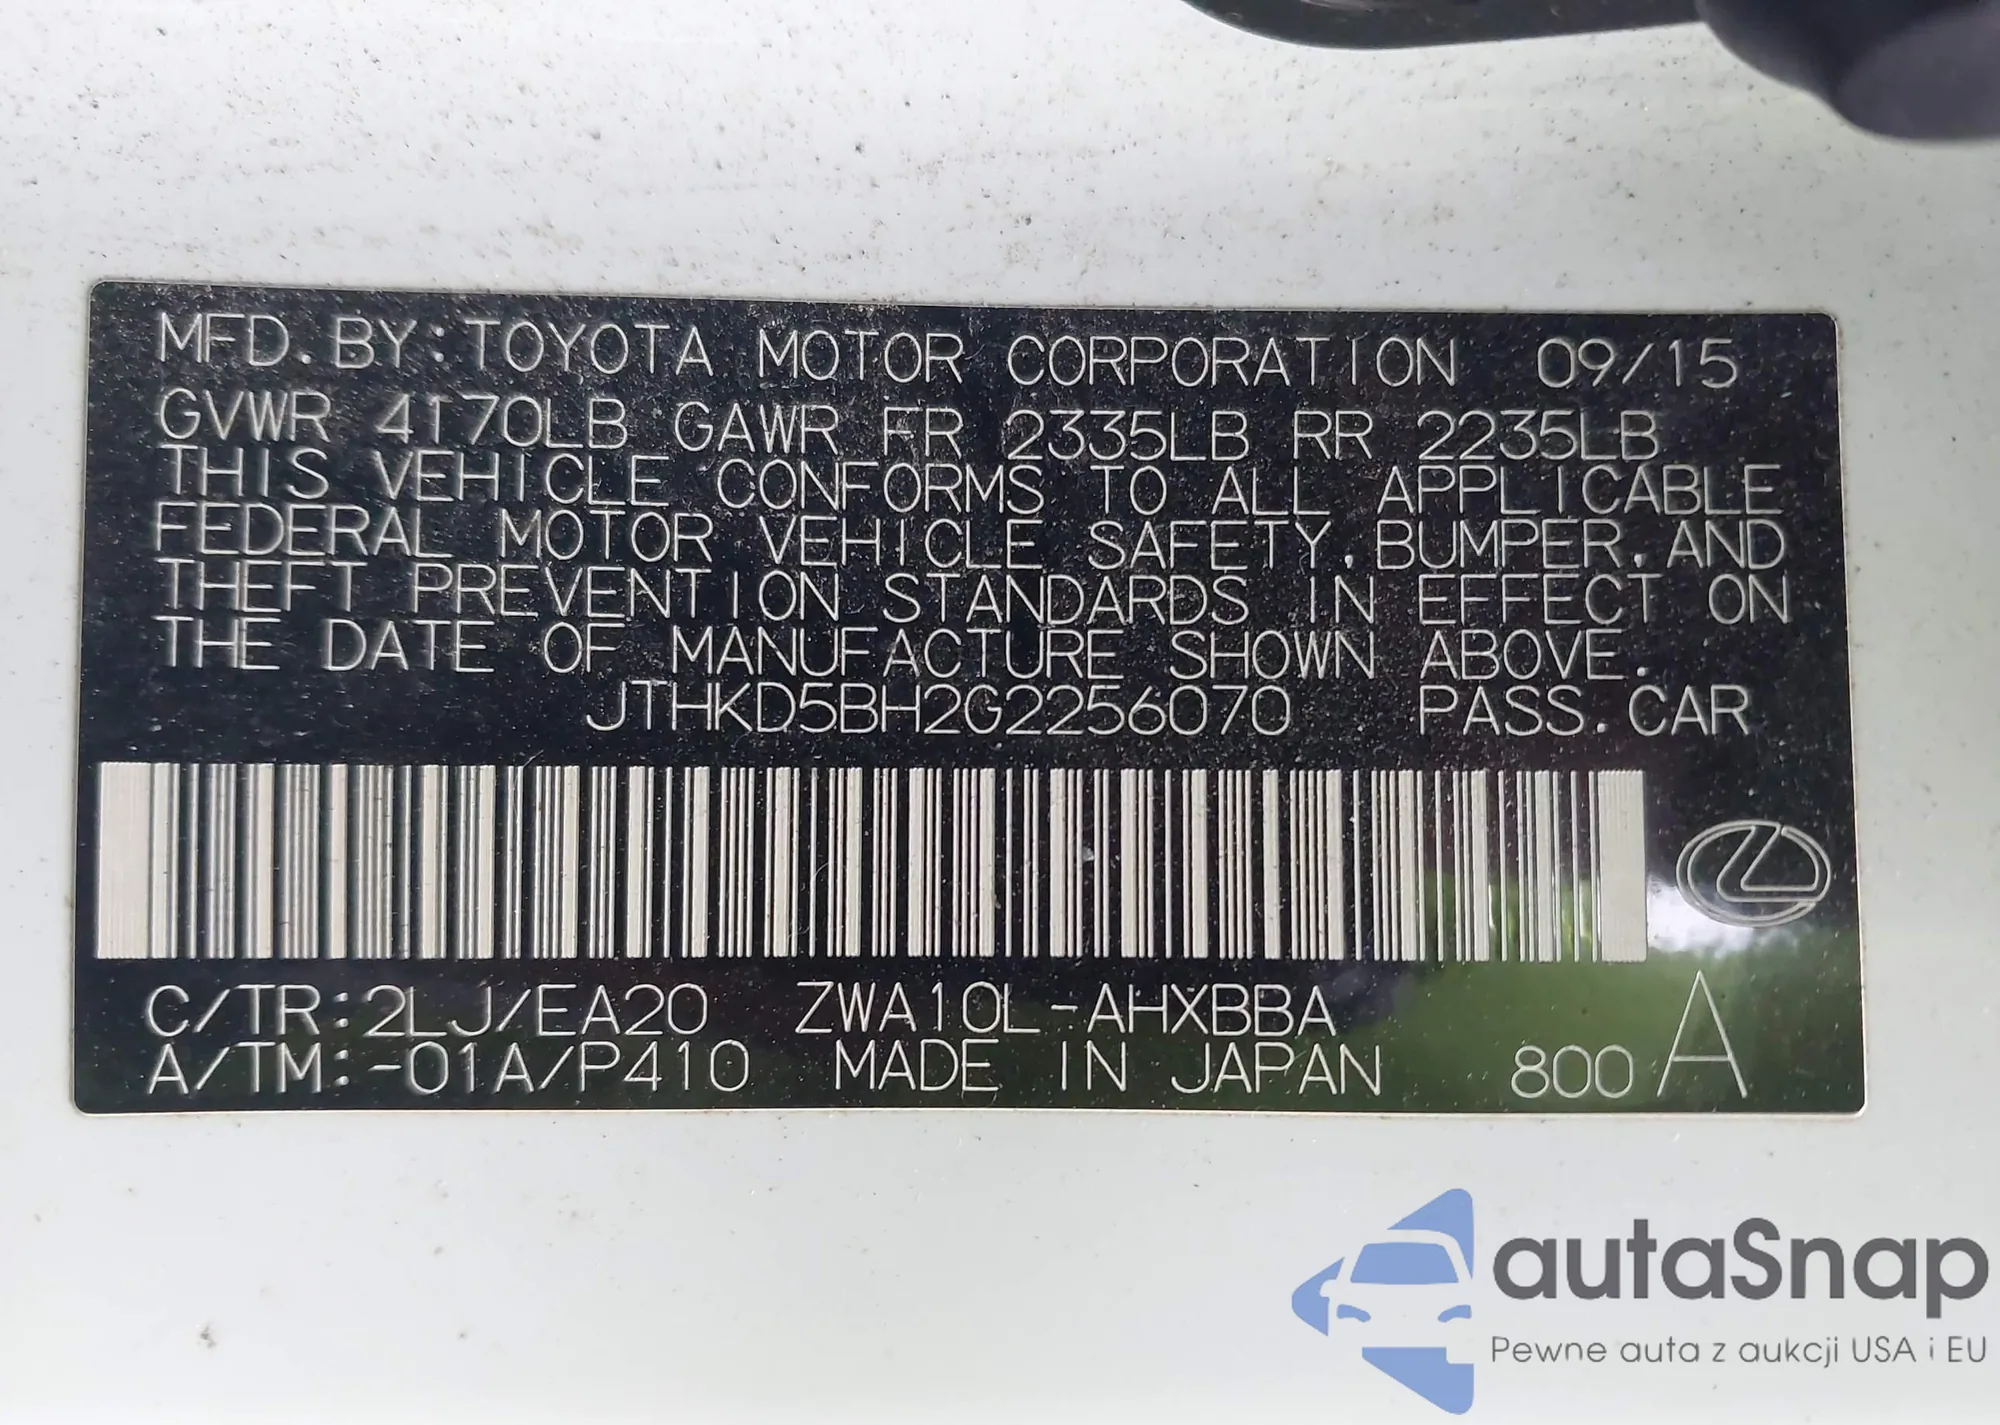 MFD. BY: TOYOTA MOTOR CORPORATION 09/15
GVWR 4170LB GAWR FR 2335LB RR 2235LB
THIS VEHICLE CONFORMS TO ALL APPLICABLE
FEDERAL MOTOR VEHICLE SAFETY, BUMPER, AND
THEFT PREVENTION STANDARDS IN EFFECT ON
THE DATE OF MANUFACTURE SHOWN ABOVE.
JTHKD5BH2G2256070 PASS. CAR
C/TR:2LJ/EA20 ZWA10L-AHXBBA
A/TM:-01A/P410 MADE IN JAPAN 800 A
autaSnap
Pewne auta z aukcji USA i EU